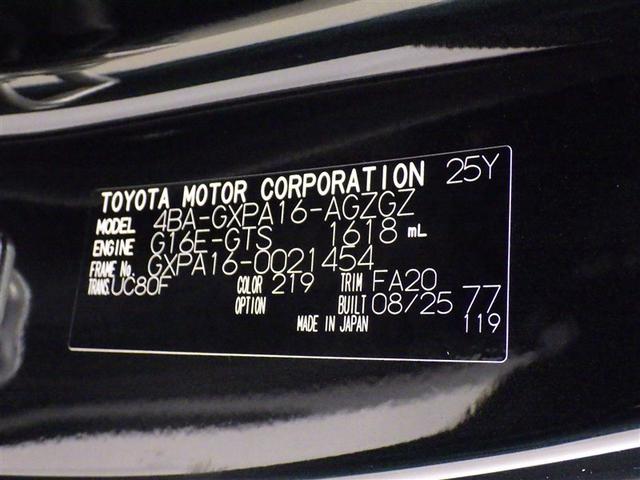 TOYOTA MOTOR CORPORATION 25Y
MODEL 4BA-GXPA16-AGZGZ
ENGINE G16E-GTS 1618 mL
FRAME No. GXPA16-0021454
TRANS. UC80F COLOR 219 TRIM FA20
OPTION BUILT 08/25 77
MADE IN JAPAN 119